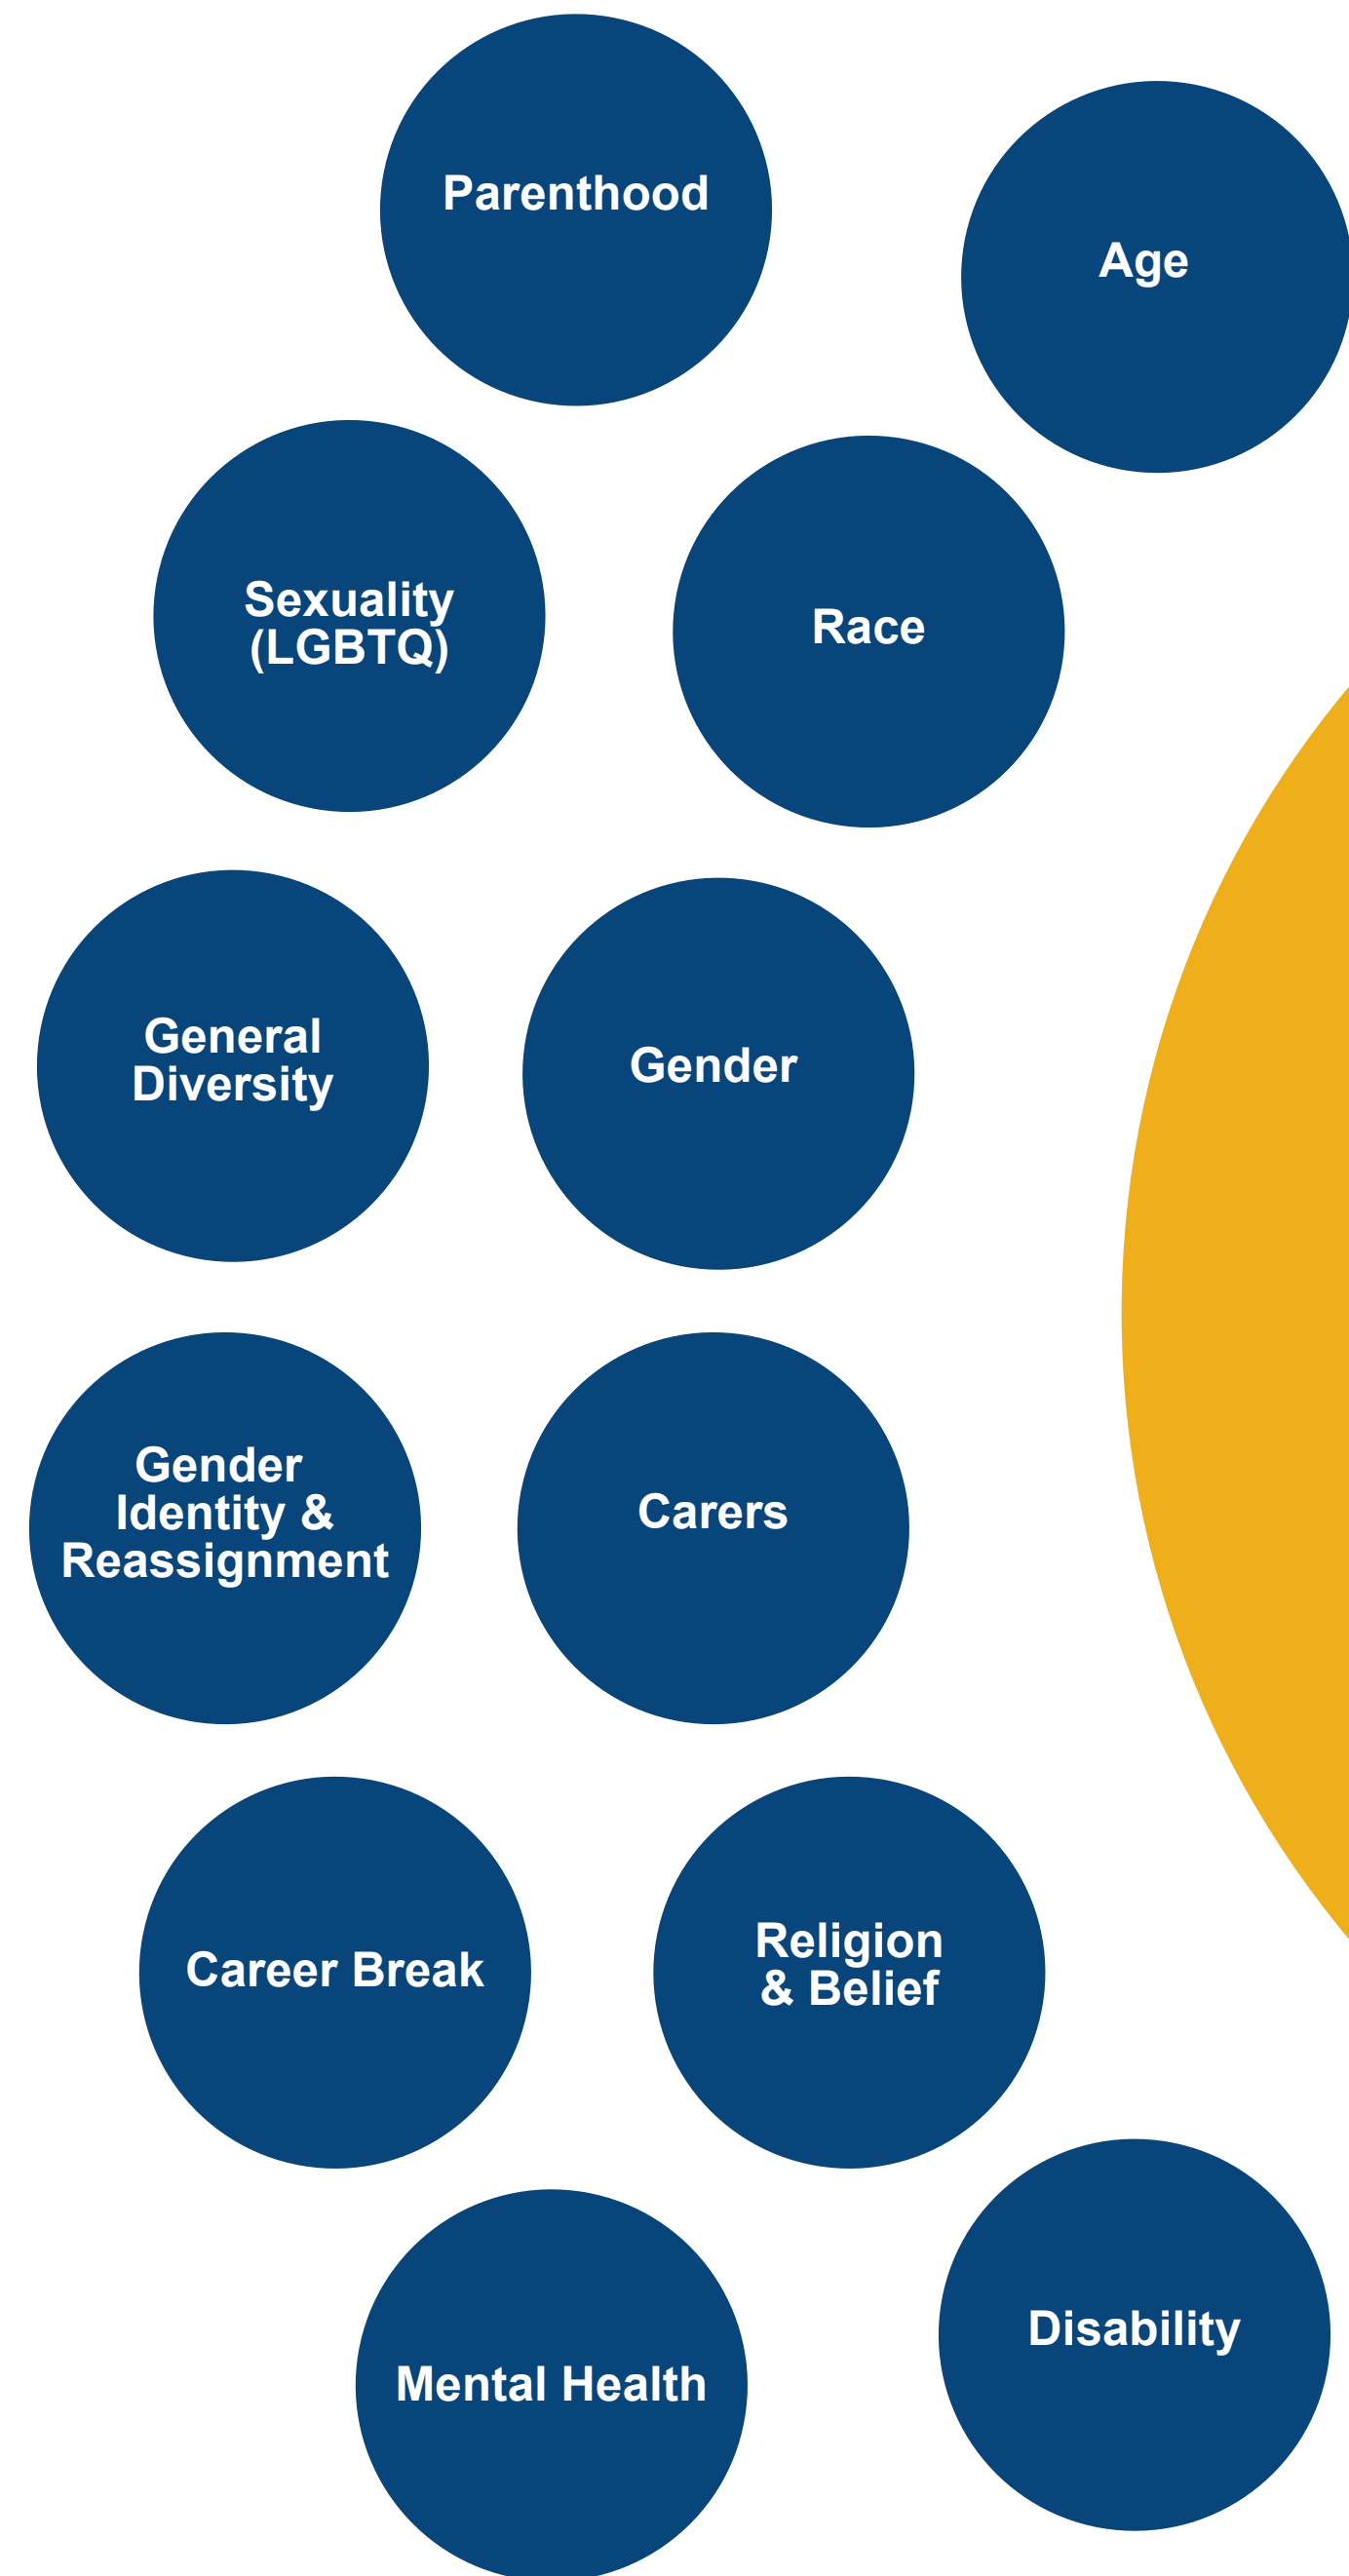 Parenthood
Age
Sexuality
(LGBTQ)
Race
General
Diversity
Gender
Gender
Identity &
Reassignment
Carers
Career Break
Religion
& Belief
Disability
Mental Health